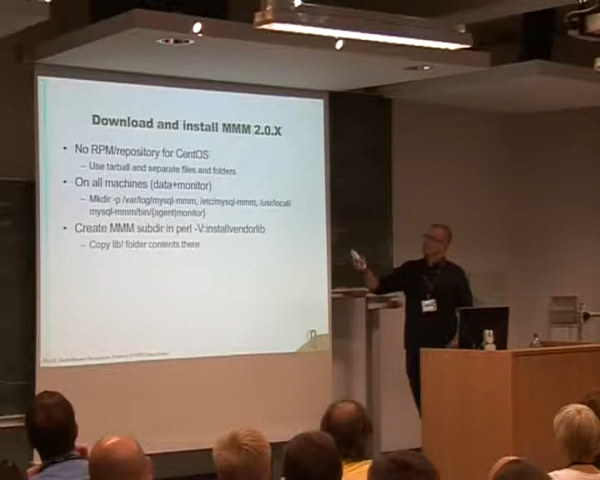 Download and install MMM 2.0.X
• No RPM/repository for CentOS
– Use tarball and separate files and folders.
• On all machines (data+monitor)
– Mkdir -p /var/log/mysql-mmm, /etc/mysql-mmm, /usr/local/
mysql-mmm/bin/{agent|monitor}
• Create MMM subdir in perl -V:installvendorlib
– Copy lib/ folder contents there